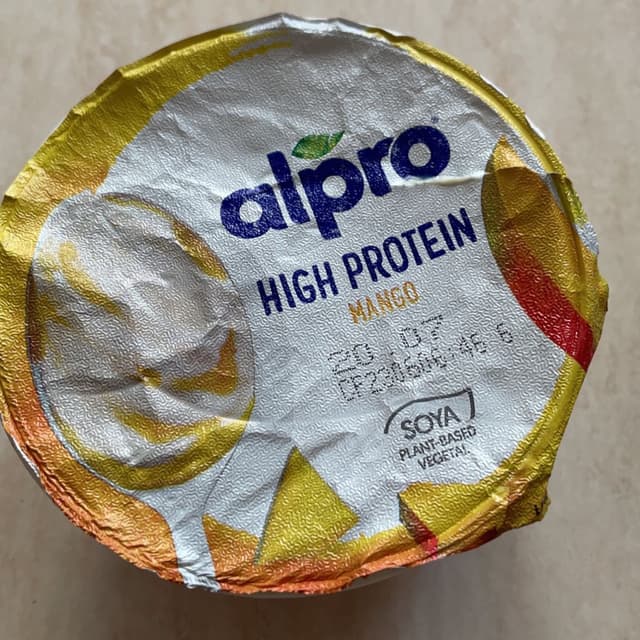 alpro
HIGH PROTEIN
MANGO
20.07
SOYA
PLANT-BASED
VEGETAL